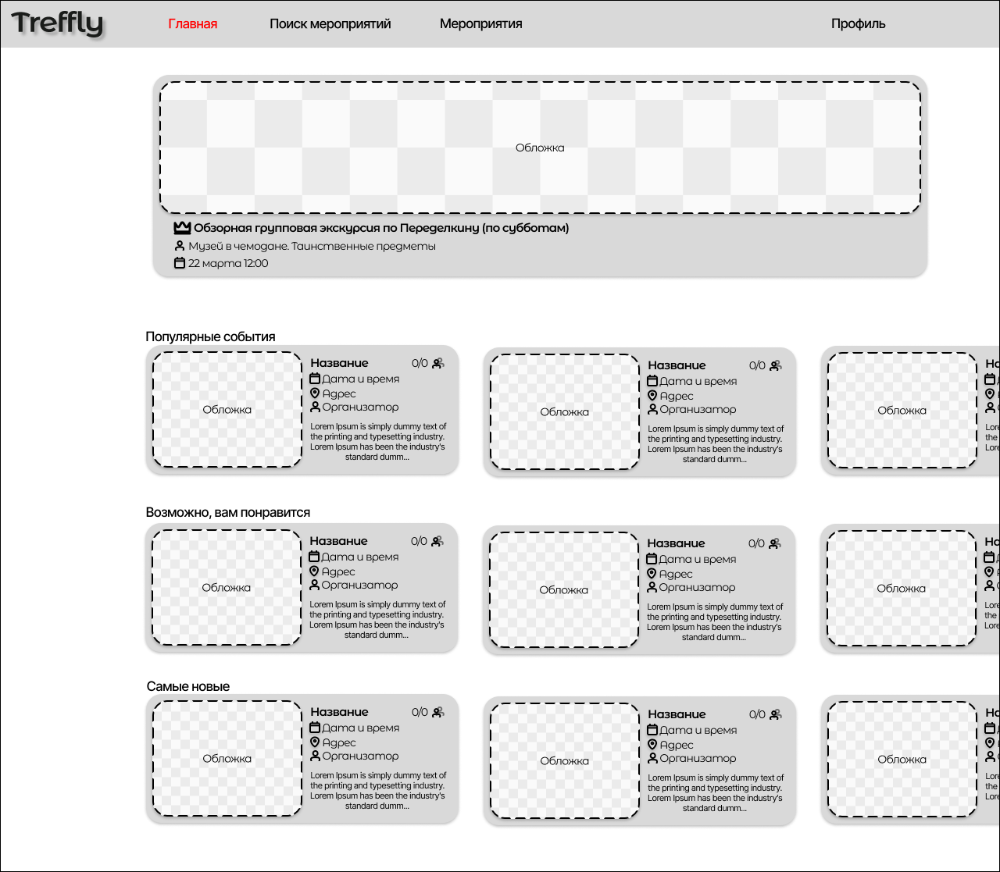 Treffly
Главная
Поиск мероприятий
Мероприятия
Профиль
Обложка
Обзорная групповая экскурсия по Переделкину (по субботам)
Музей в чемодане. Таинственные предметы
22 марта 12:00
Популярные события
Обложка
Название 0/0
Дата и время
Адрес
Организатор
Lorem Ipsum is simply dummy text of
the printing and typesetting industry.
Lorem Ipsum has been the industry's
standard dumm...
Обложка
Название 0/0
Дата и время
Адрес
Организатор
Lorem Ipsum is simply dummy text of
the printing and typesetting industry.
Lorem Ipsum has been the industry's
standard dumm...
Обложка
Возможно, вам понравится
Обложка
Название 0/0
Дата и время
Адрес
Организатор
Lorem Ipsum is simply dummy text of
the printing and typesetting industry.
Lorem Ipsum has been the industry's
standard dumm...
Обложка
Название 0/0
Дата и время
Адрес
Организатор
Lorem Ipsum is simply dummy text of
the printing and typesetting industry.
Lorem Ipsum has been the industry's
standard dumm...
Обложка
Самые новые
Обложка
Название 0/0
Дата и время
Адрес
Организатор
Lorem Ipsum is simply dummy text of
the printing and typesetting industry.
Lorem Ipsum has been the industry's
standard dumm...
Обложка
Название 0/0
Дата и время
Адрес
Организатор
Lorem Ipsum is simply dummy text of
the printing and typesetting industry.
Lorem Ipsum has been the industry's
standard dumm...
Обложка